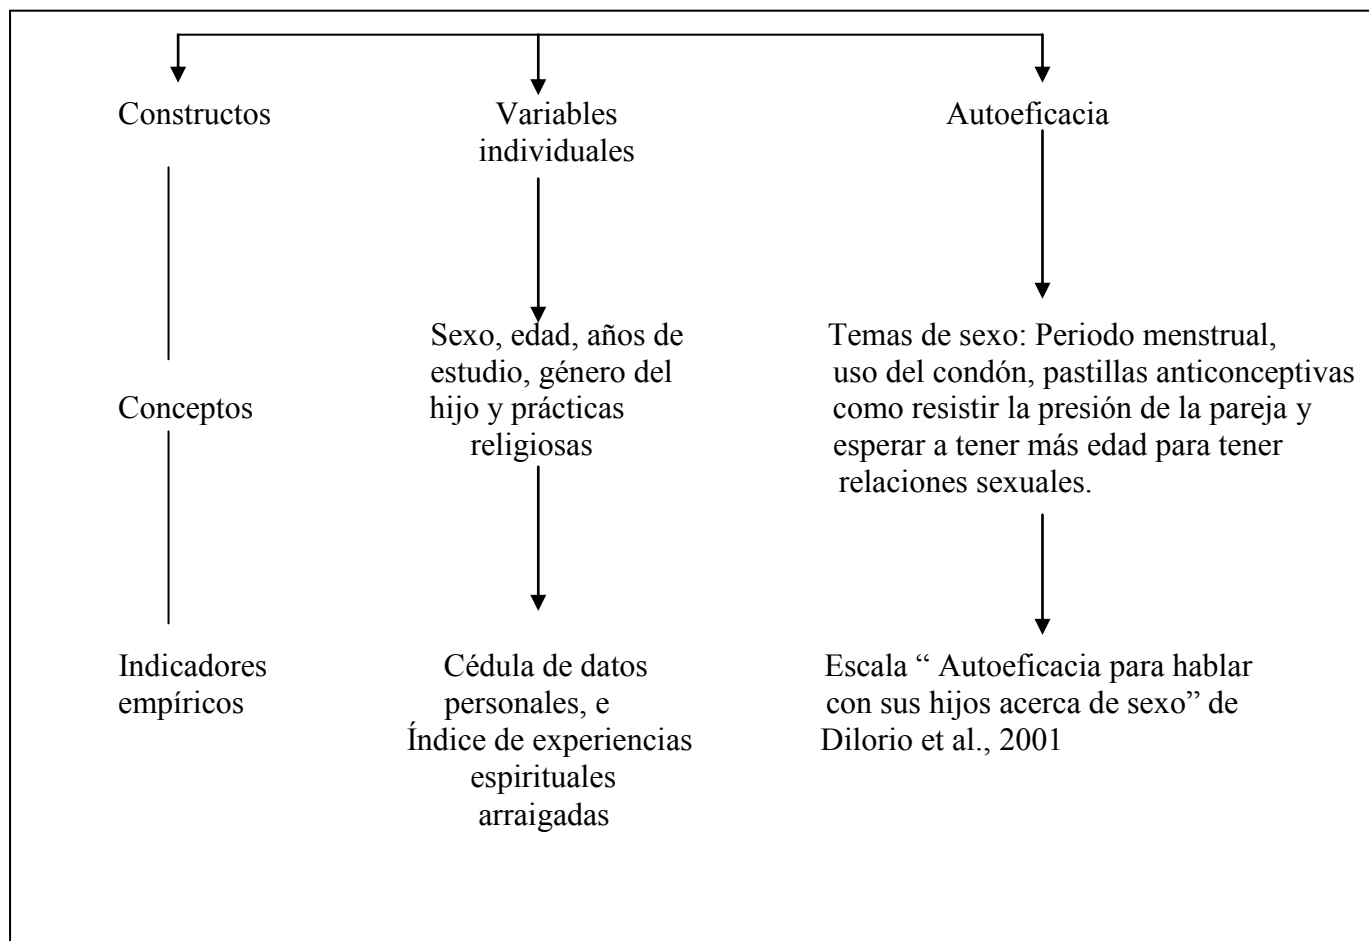 Constructos
Variables
individuales
Autoeficacia
Conceptos
Sexo, edad, años de
estudio, género del
hijo y prácticas
religiosas
Temas de sexo: Periodo menstrual,
uso del condón, pastillas anticonceptivas
como resistir la presión de la pareja y
esperar a tener más edad para tener
relaciones sexuales.
Indicadores
empíricos
Cédula de datos
personales, e
Índice de experiencias
espirituales
arraigadas
Escala “ Autoeficacia para hablar
con sus hijos acerca de sexo” de
Dilorio et al., 2001